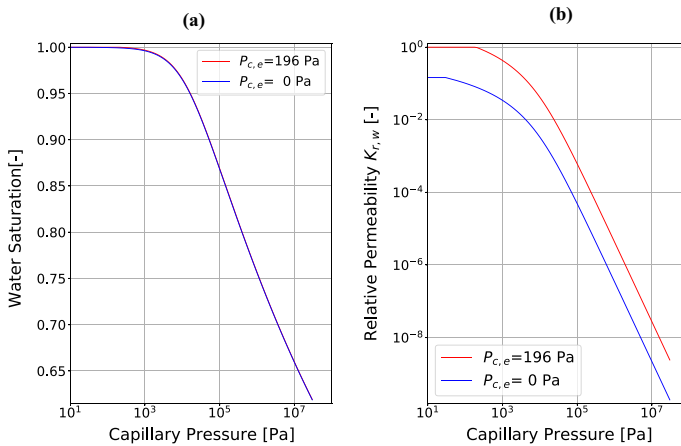 (a)
1.00
0.95
0.90
0.85
0.80
0.75
0.70
0.65
Water Saturation[-]
P_{c,e}=196 Pa
P_{c,e}= 0 Pa
10^1
10^3
10^5
10^7
Capillary Pressure [Pa]
(b)
10^0
10^{-2}
10^{-4}
10^{-6}
10^{-8}
Relative Permeability K_{r,w} [-]
P_{c,e}=196 Pa
P_{c,e}= 0 Pa
10^1
10^3
10^5
10^7
Capillary Pressure [Pa]